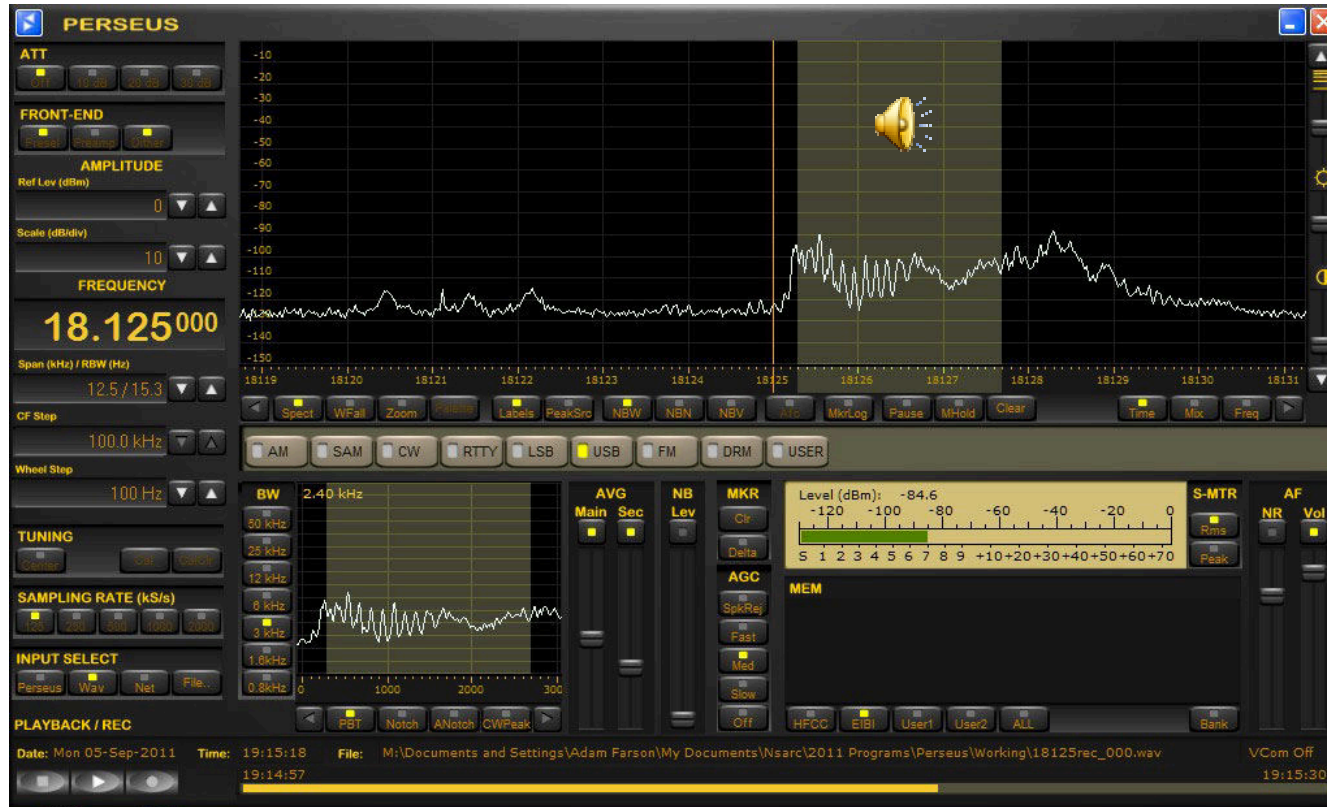 PERSEUS
ATT
Off 10 dB 20 dB 30 dB
FRONT-END
Presel Preamp Dither
AMPLITUDE
Ref Lev (dBm)
0
Scale (dB/div)
10
FREQUENCY
18.125000
Span (kHz) / RBW (Hz)
12.5 / 15.3
CF Step
100.0 kHz
Wheel Step
100 Hz
TUNING
Center
SAMPLING RATE (kS/s)
125 250 500 1000 2000
INPUT SELECT
Perseus Wav Net File...
-10
-20
-30
-40
-50
-60
-70
-80
-90
-100
-110
-120
-130
-140
-150
18119 18120 18121 18122 18123 18124 18125 18126 18127 18128 18129 18130 18131
Spect WFall Zoom Labels PeakSrc NBW NBN NBV Afc MkrLog Pause MHold Clear Time Mix Freq
AM SAM CW RTTY LSB USB FM DRM USER
BW
50 kHz
25 kHz
12 kHz
6 kHz
3 kHz
1.6kHz
0.8kHz
2.40 kHz
0 1000 2000 300
PBT Notch ANotch CWPeak
AVG
Main Sec
NB
Lev
MKR
Clr
Delta
AGC
SpkRej
Fast
Med
Slow
Off
Level (dBm): -84.6
-120 -100 -80 -60 -40 -20 0
S 1 2 3 4 5 6 7 8 9 +10+20+30+40+50+60+70
S-MTR
Rms
Peak
AF
NR Vol
MEM
HFCC EIBI User1 User2 ALL Bank
PLAYBACK / REC
Date: Mon 05-Sep-2011 Time: 19:15:18 File: M:\Documents and Settings\Adam Farson\My Documents\Nsarc\2011 Programs\Perseus\Working\18125rec_000.wav VCom Off
19:14:57 19:15:30